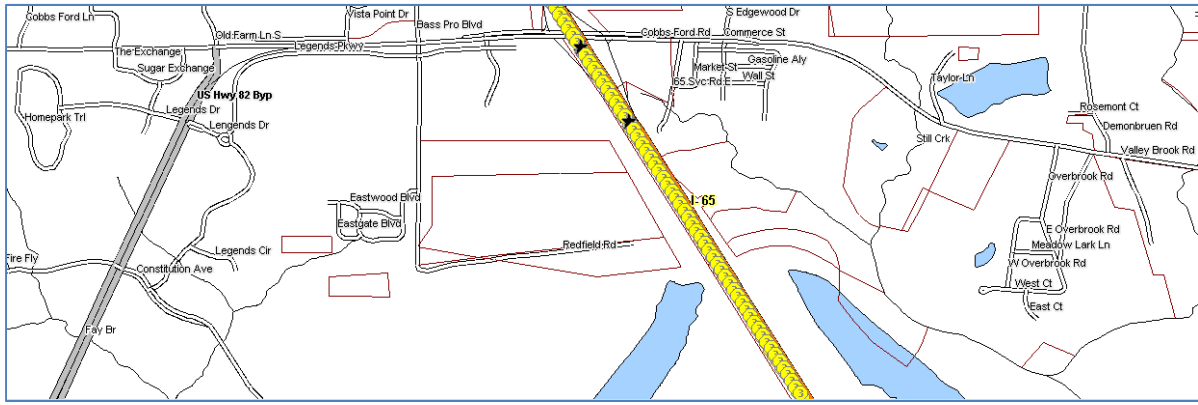 Cobbs Ford Ln
Vista Point Dr
Bass Pro Blvd
S Edgewood Dr
Old Farm Ln S
Cobbs Ford Rd
Commerce St
The Exchange
Legends Pkwy
Gasoline Aly
Sugar Exchange
Market St
Wall St
I 65 Svc Rd E
Taylor Ln
US Hwy 82 Byp
Legends Dr
Rosemont Ct
Homepark Trl
Lengends Dr
Demonbruen Rd
Still Crk
Valley Brook Rd
Overbrook Rd
Eastwood Blvd
I- 65
Eastgate Blvd
E Overbrook Rd
Redfield Rd
Meadow Lark Ln
Legends Cir
Fire Fly
W Overbrook Rd
Constitution Ave
West Ct
East Ct
Fay Br
3